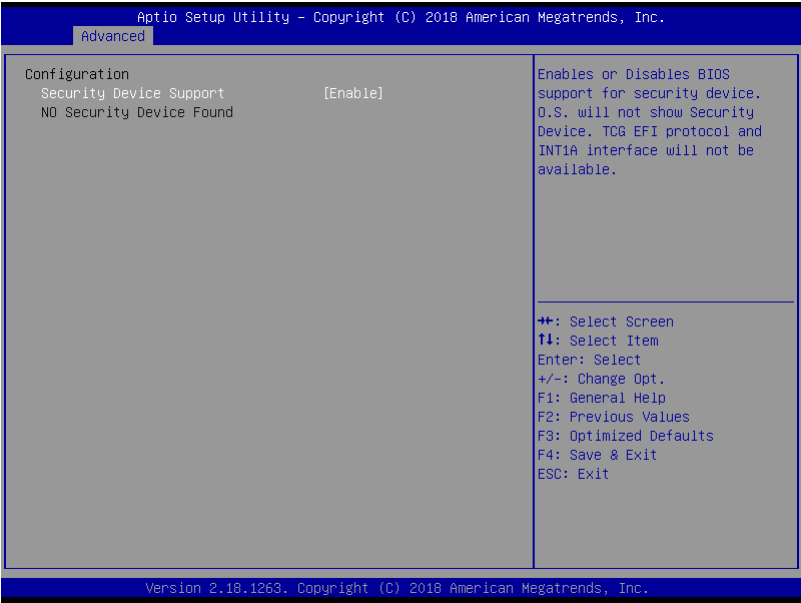 Aptio Setup Utility – Copyright (C) 2018 American Megatrends, Inc.
Advanced
Configuration
Security Device Support [Enable]
NO Security Device Found
Enables or Disables BIOS
support for security device.
O.S. will not show Security
Device. TCG EFI protocol and
INT1A interface will not be
available.
→←: Select Screen
↑↓: Select Item
Enter: Select
+/-: Change Opt.
F1: General Help
F2: Previous Values
F3: Optimized Defaults
F4: Save & Exit
ESC: Exit
Version 2.18.1263. Copyright (C) 2018 American Megatrends, Inc.